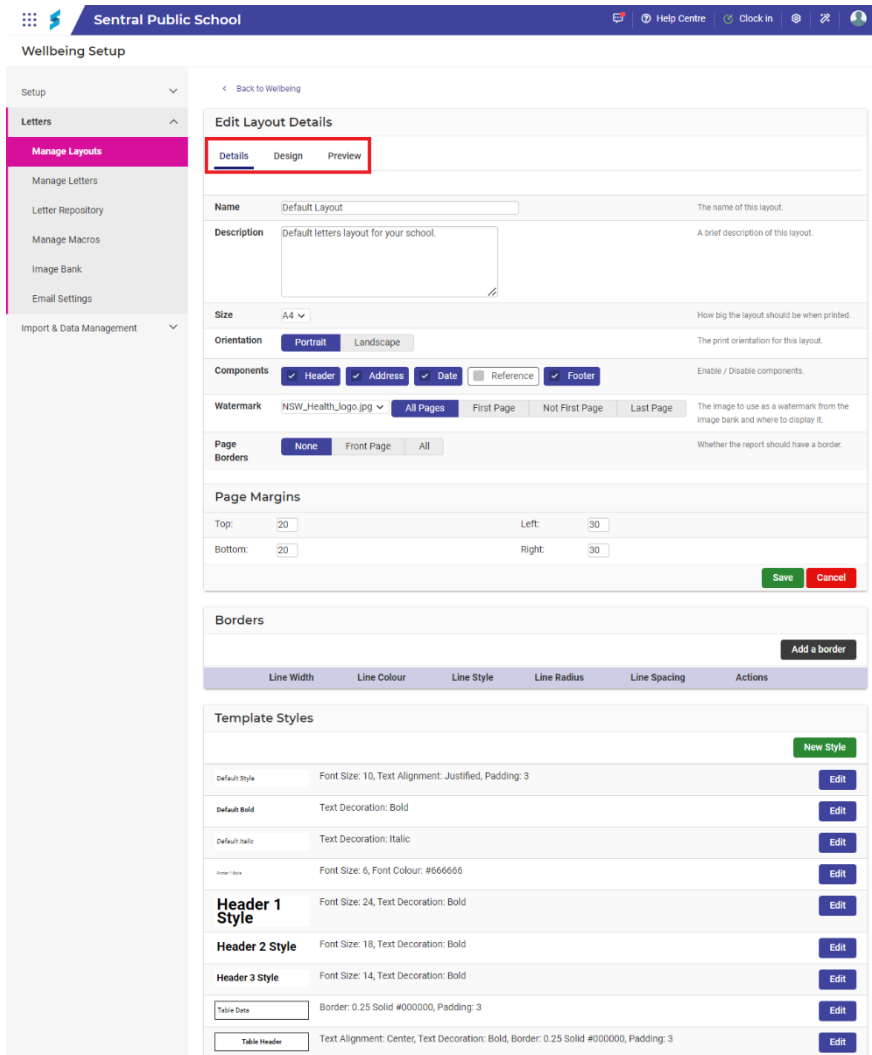 Sentral Public School
Help Centre
Clock in
Wellbeing Setup
Setup
Letters
Manage Layouts
Manage Letters
Letter Repository
Manage Macros
Image Bank
Email Settings
Import & Data Management
Back to Wellbeing
Edit Layout Details
Details Design Preview
Name Default Layout The name of this layout.
Description Default letters layout for your school. A brief description of this layout.
Size A4 How big the layout should be when printed.
Orientation Portrait Landscape The print orientation for this layout.
Components Header Address Date Reference Footer Enable / Disable components.
Watermark NSW_Health_logo.jpg All Pages First Page Not First Page Last Page The image to use as a watermark from the
image bank and where to display it.
Page None Front Page All Whether the report should have a border.
Borders
Page Margins
Top: 20 Left: 30
Bottom: 20 Right: 30
Save Cancel
Borders
Add a border
Line Width Line Colour Line Style Line Radius Line Spacing Actions
Template Styles
New Style
Default Style Font Size: 10, Text Alignment: Justified, Padding: 3 Edit
Default Bold Text Decoration: Bold Edit
Default Italic Text Decoration: Italic Edit
Footer 1 Style Font Size: 6, Font Colour: #666666 Edit
Header 1 Font Size: 24, Text Decoration: Bold Edit
Style
Header 2 Style Font Size: 18, Text Decoration: Bold Edit
Header 3 Style Font Size: 14, Text Decoration: Bold Edit
Table Data Border: 0.25 Solid #000000, Padding: 3 Edit
Table Header Text Alignment: Center, Text Decoration: Bold, Border: 0.25 Solid #000000, Padding: 3 Edit